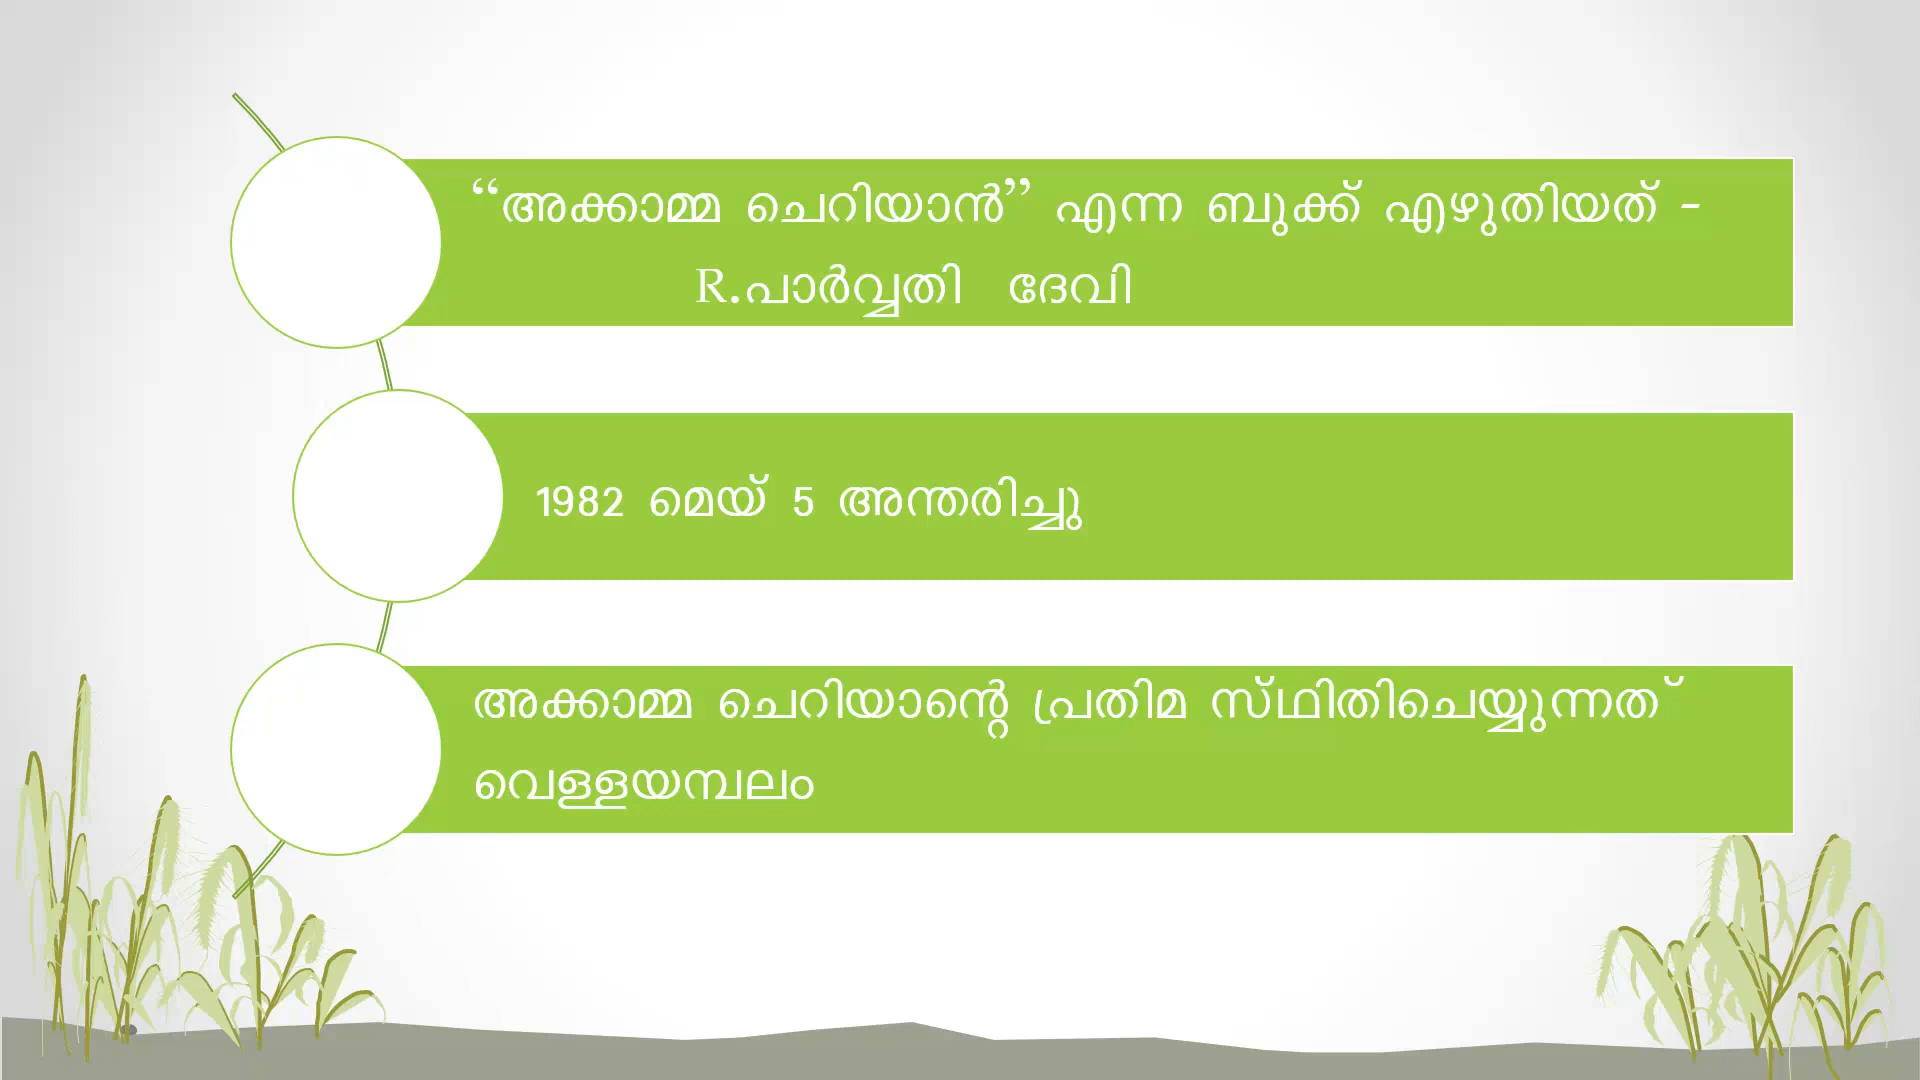 “അക്കാമ്മ ചെറിയാൻ” എന്ന ബുക്ക് എഴുതിയത് -
R.പാർവ്വതി ദേവി
1982 മെയ് 5 അന്തരിച്ചു
അക്കാമ്മ ചെറിയാന്റെ പ്രതിമ സ്ഥിതിചെയ്യുന്നത്
വെള്ളയമ്പലം